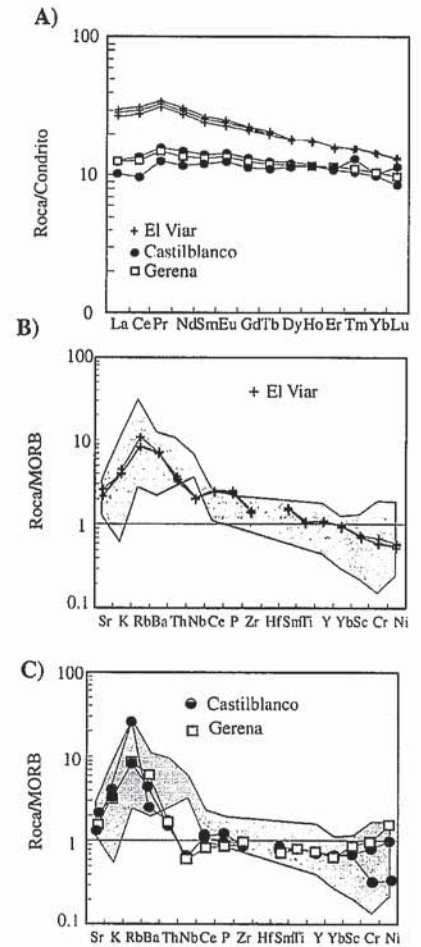 A)
100
10
0
Roca/Condrito
+ El Viar
● Castilblanco
□ Gerena
La Ce Pr Nd Sm Eu Gd Tb Dy Ho Er Tm Yb Lu
B)
100
10
1
0.1
Roca/MORB
+ El Viar
Sr K Rb Ba Th Nb Ce P Zr Hf Sm Ti Y Yb Sc Cr Ni
C)
100
10
1
0.1
Roca/MORB
● Castilblanco
□ Gerena
Sr K Rb Ba Th Nb Ce P Zr Hf Sm Ti Y Yb Sc Cr Ni